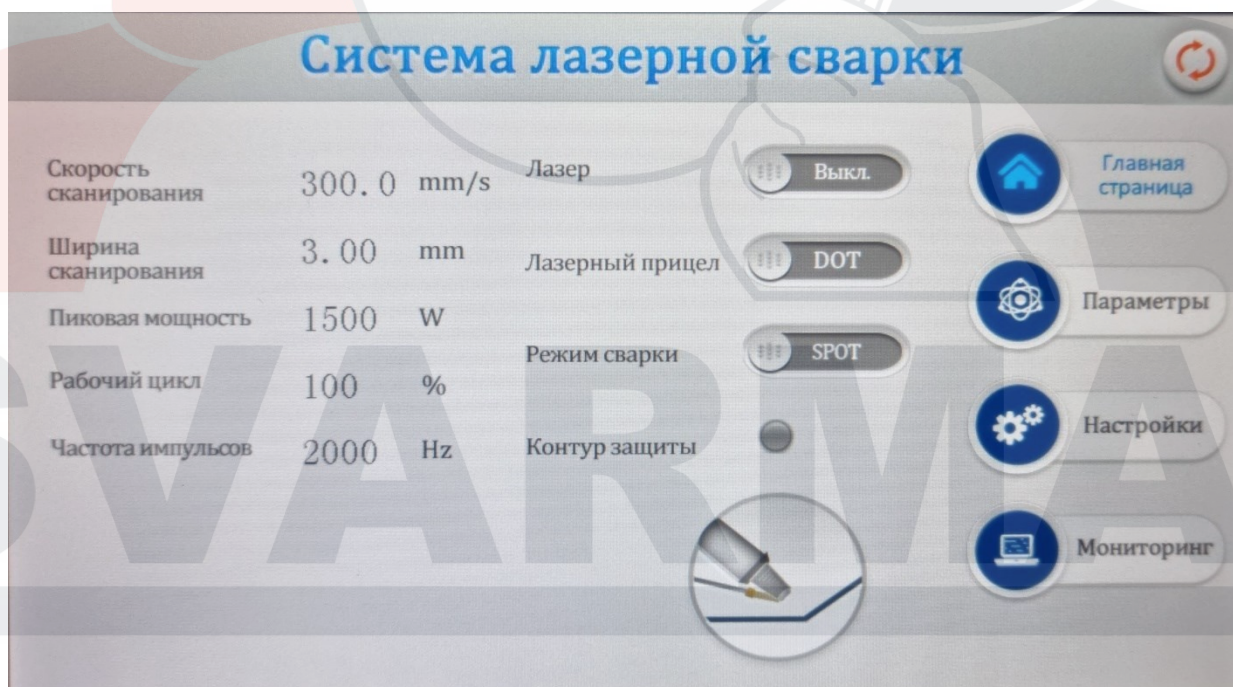 Система лазерной сварки
Скорость
сканирования
300.0 mm/s
Ширина
сканирования
3.00 mm
Пиковая мощность 1500 W
Рабочий цикл 100 %
Частота импульсов 2000 Hz
Лазер Выкл.
Лазерный прицел DOT
Режим сварки SPOT
Контур защиты
Главная
страница
Параметры
Настройки
Мониторинг
SVARMA